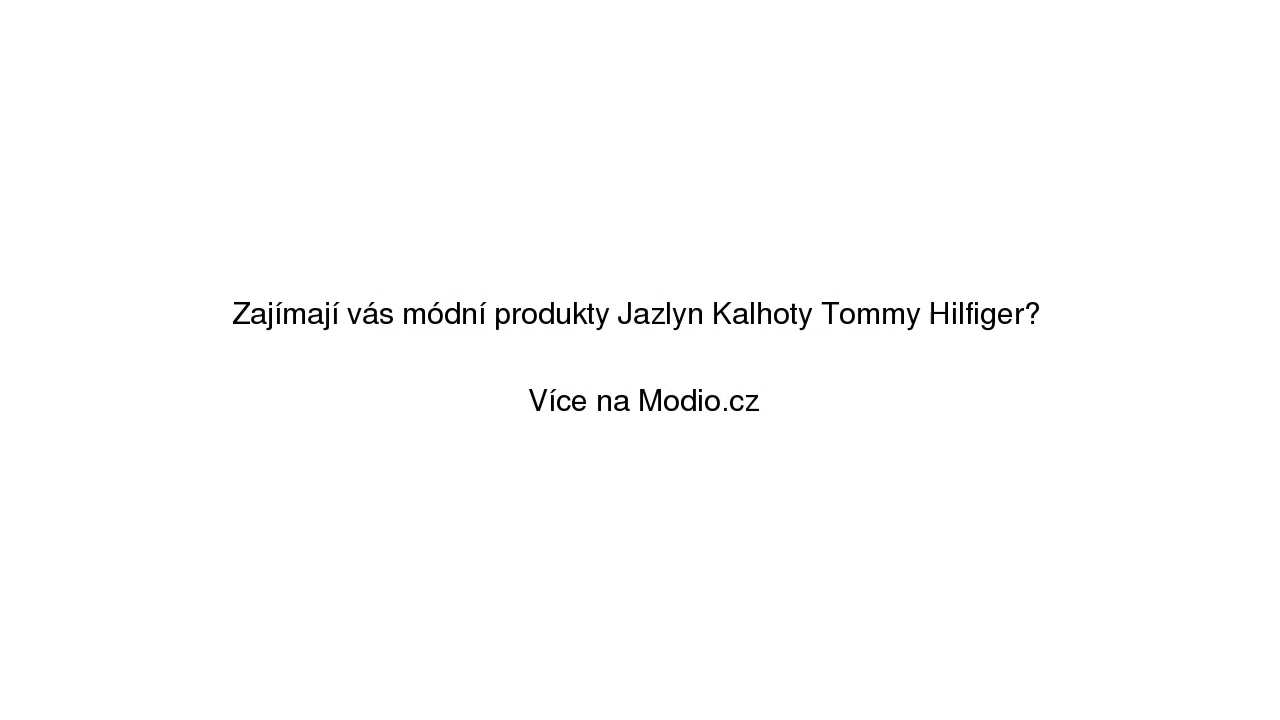 Zajímají vás módní produkty Jazlyn Kalhoty Tommy Hilfiger?
Více na Modio.cz